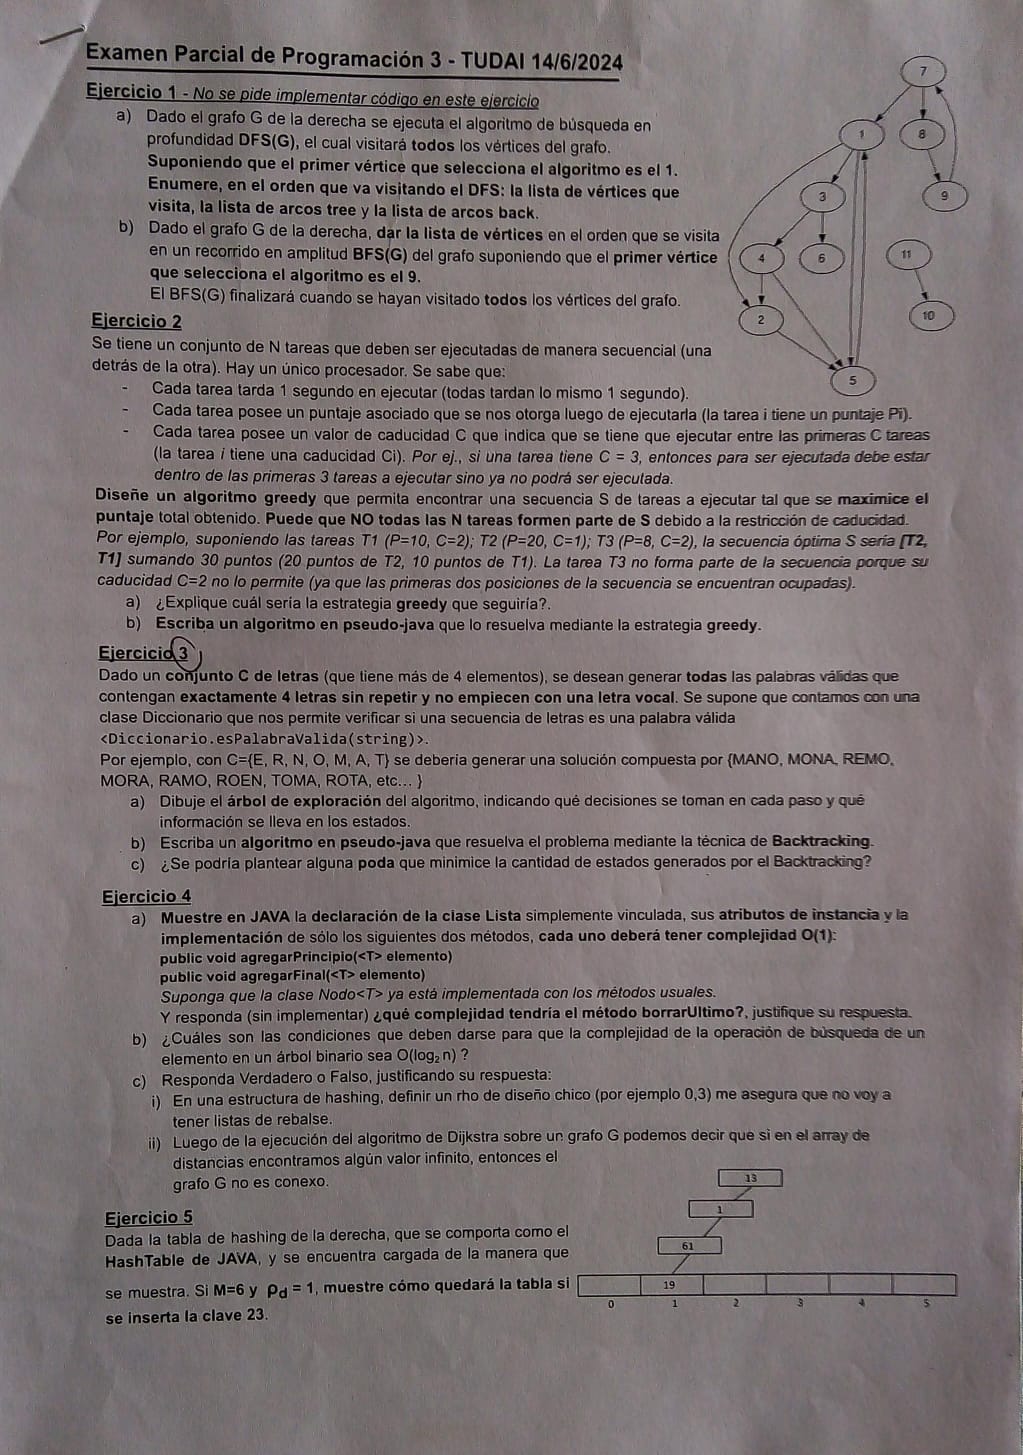 Examen Parcial de Programación 3 - TUDAI 14/6/2024
Ejercicio 1 - No se pide implementar código en este ejercicio
a) Dado el grafo G de la derecha se ejecuta el algoritmo de búsqueda en
profundidad DFS(G), el cual visitará todos los vértices del grafo.
Suponiendo que el primer vértice que selecciona el algoritmo es el 1.
Enumere, en el orden que va visitando el DFS: la lista de vértices que
visita, la lista de arcos tree y la lista de arcos back.
b) Dado el grafo G de la derecha, dar la lista de vértices en el orden que se visita
en un recorrido en amplitud BFS(G) del grafo suponiendo que el primer vértice
que selecciona el algoritmo es el 9.
El BFS(G) finalizará cuando se hayan visitado todos los vértices del grafo.
7
1
8
3
9
4
6
11
2
10
5
Ejercicio 2
Se tiene un conjunto de N tareas que deben ser ejecutadas de manera secuencial (una
detrás de la otra). Hay un único procesador. Se sabe que:
- Cada tarea tarda 1 segundo en ejecutar (todas tardan lo mismo 1 segundo).
- Cada tarea posee un puntaje asociado que se nos otorga luego de ejecutarla (la tarea i tiene un puntaje Pi).
- Cada tarea posee un valor de caducidad C que indica que se tiene que ejecutar entre las primeras C tareas
(la tarea i tiene una caducidad Ci). Por ej., si una tarea tiene C = 3, entonces para ser ejecutada debe estar
dentro de las primeras 3 tareas a ejecutar sino ya no podrá ser ejecutada.
Diseñe un algoritmo greedy que permita encontrar una secuencia S de tareas a ejecutar tal que se maximice el
puntaje total obtenido. Puede que NO todas las N tareas formen parte de S debido a la restricción de caducidad.
Por ejemplo, suponiendo las tareas T1 (P=10, C=2); T2 (P=20, C=1); T3 (P=8, C=2), la secuencia óptima S sería [T2,
T1] sumando 30 puntos (20 puntos de T2, 10 puntos de T1). La tarea T3 no forma parte de la secuencia porque su
caducidad C=2 no lo permite (ya que las primeras dos posiciones de la secuencia se encuentran ocupadas).
a) ¿Explique cuál sería la estrategia greedy que seguiría?.
b) Escriba un algoritmo en pseudo-java que lo resuelva mediante la estrategia greedy.
Ejercicio 3
Dado un conjunto C de letras (que tiene más de 4 elementos), se desean generar todas las palabras válidas que
contengan exactamente 4 letras sin repetir y no empiecen con una letra vocal. Se supone que contamos con una
clase Diccionario que nos permite verificar si una secuencia de letras es una palabra válida
<Diccionario.esPalabraValida(string)>.
Por ejemplo, con C={E, R, N, O, M, A, T} se debería generar una solución compuesta por {MANO, MONA, REMO,
MORA, RAMO, ROEN, TOMA, ROTA, etc... }
a) Dibuje el árbol de exploración del algoritmo, indicando qué decisiones se toman en cada paso y qué
información se lleva en los estados.
b) Escriba un algoritmo en pseudo-java que resuelva el problema mediante la técnica de Backtracking.
c) ¿Se podría plantear alguna poda que minimice la cantidad de estados generados por el Backtracking?
Ejercicio 4
a) Muestre en JAVA la declaración de la clase Lista simplemente vinculada, sus atributos de instancia y la
implementación de sólo los siguientes dos métodos, cada uno deberá tener complejidad O(1):
public void agregarPrincipio(<T> elemento)
public void agregarFinal(<T> elemento)
Suponga que la clase Nodo<T> ya está implementada con los métodos usuales.
Y responda (sin implementar) ¿qué complejidad tendría el método borrarUltimo?, justifique su respuesta.
b) ¿Cuáles son las condiciones que deben darse para que la complejidad de la operación de búsqueda de un
elemento en un árbol binario sea O(log₂ n) ?
c) Responda Verdadero o Falso, justificando su respuesta:
i) En una estructura de hashing, definir un rho de diseño chico (por ejemplo 0,3) me asegura que no voy a
tener listas de rebalse.
ii) Luego de la ejecución del algoritmo de Dijkstra sobre un grafo G podemos decir que si en el array de
distancias encontramos algún valor infinito, entonces el
grafo G no es conexo.
Ejercicio 5
Dada la tabla de hashing de la derecha, que se comporta como el
HashTable de JAVA, y se encuentra cargada de la manera que
se muestra. Si M=6 y ρd = 1, muestre cómo quedará la tabla si
se inserta la clave 23.
13
1
61
19
0 1 2 3 4 5